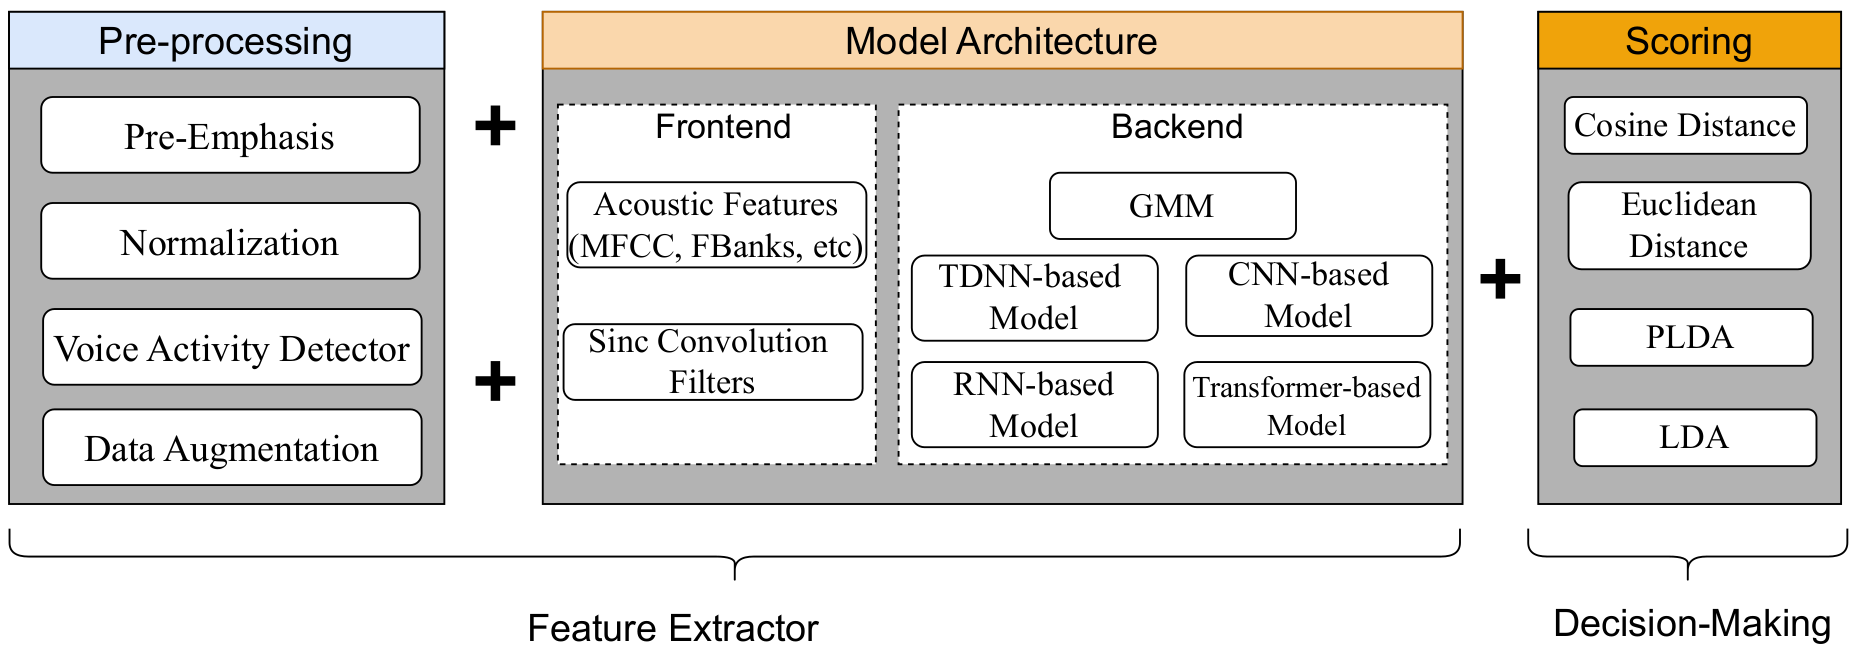 Pre-processing
Pre-Emphasis
Normalization
Voice Activity Detector
Data Augmentation
+
+
Model Architecture
Frontend
Acoustic Features
(MFCC, FBanks, etc)
Sinc Convolution
Filters
Backend
GMM
TDNN-based
Model
CNN-based
Model
RNN-based
Model
Transformer-based
Model
+
Scoring
Cosine Distance
Euclidean
Distance
PLDA
LDA
Feature Extractor
Decision-Making